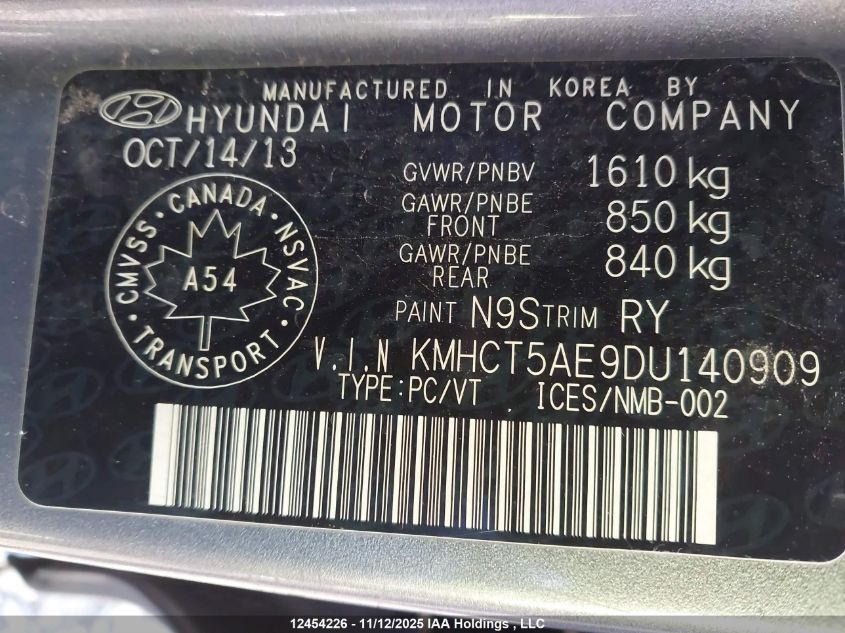 MANUFACTURED IN KOREA BY
HYUNDAI MOTOR COMPANY
OCT/14/13
GVWR/PNBV 1610 kg
GAWR/PNBE FRONT 850 kg
GAWR/PNBE REAR 840 kg
CMVSS · CANADA · NSVAC · TRANSPORT ·
A54
PAINT N9S TRIM RY
V.I.N KMHCT5AE9DU140909
TYPE:PC/VT ICES/NMB-002
12454226 - 11/12/2025 IAA Holdings , LLC